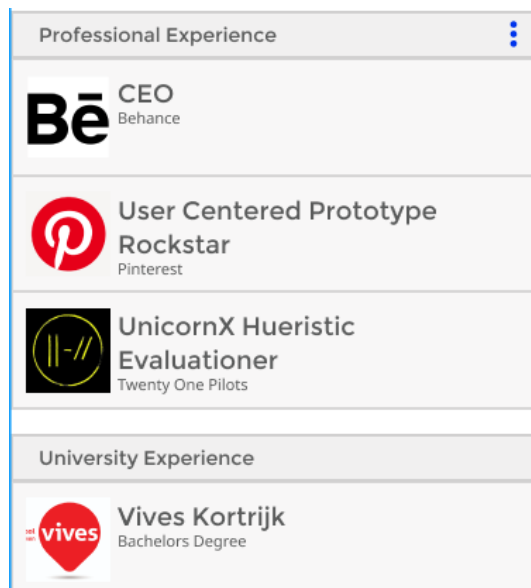 Professional Experience
Bē
CEO
Behance
User Centered Prototype
Rockstar
Pinterest
UnicornX Hueristic
Evaluationer
Twenty One Pilots
University Experience
vives
Vives Kortrijk
Bachelors Degree